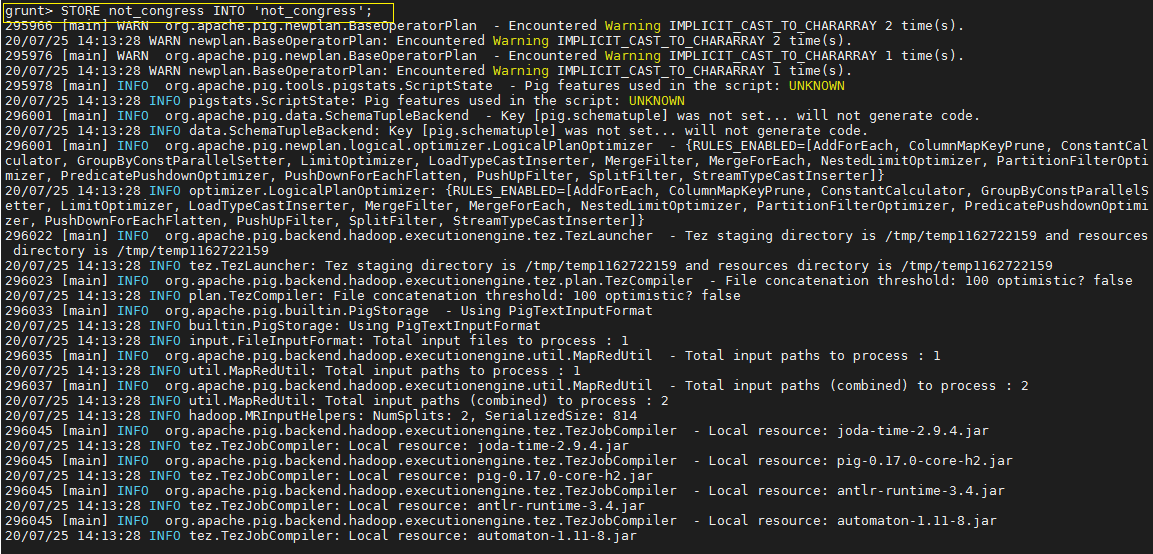 grunt> STORE not_congress INTO 'not_congress';
295966 [main] WARN  org.apache.pig.newplan.BaseOperatorPlan  - Encountered Warning IMPLICIT_CAST_TO_CHARARRAY 2 time(s).
20/07/25 14:13:28 WARN newplan.BaseOperatorPlan: Encountered Warning IMPLICIT_CAST_TO_CHARARRAY 2 time(s).
295976 [main] WARN  org.apache.pig.newplan.BaseOperatorPlan  - Encountered Warning IMPLICIT_CAST_TO_CHARARRAY 1 time(s).
20/07/25 14:13:28 WARN newplan.BaseOperatorPlan: Encountered Warning IMPLICIT_CAST_TO_CHARARRAY 1 time(s).
295978 [main] INFO  org.apache.pig.tools.pigstats.ScriptState  - Pig features used in the script: UNKNOWN
20/07/25 14:13:28 INFO pigstats.ScriptState: Pig features used in the script: UNKNOWN
296001 [main] INFO  org.apache.pig.data.SchemaTupleBackend  - Key [pig.schematuple] was not set... will not generate code.
20/07/25 14:13:28 INFO data.SchemaTupleBackend: Key [pig.schematuple] was not set... will not generate code.
296001 [main] INFO  org.apache.pig.newplan.logical.optimizer.LogicalPlanOptimizer  - {RULES_ENABLED=[AddForEach, ColumnMapKeyPrune, ConstantCal
culator, GroupByConstParallelSetter, LimitOptimizer, LoadTypeCastInserter, MergeFilter, MergeForEach, NestedLimitOptimizer, PartitionFilterOpti
mizer, PredicatePushdownOptimizer, PushDownForEachFlatten, PushUpFilter, SplitFilter, StreamTypeCastInserter]}
20/07/25 14:13:28 INFO optimizer.LogicalPlanOptimizer: {RULES_ENABLED=[AddForEach, ColumnMapKeyPrune, ConstantCalculator, GroupByConstParallelS
etter, LimitOptimizer, LoadTypeCastInserter, MergeFilter, MergeForEach, NestedLimitOptimizer, PartitionFilterOptimizer, PredicatePushdownOptimi
zer, PushDownForEachFlatten, PushUpFilter, SplitFilter, StreamTypeCastInserter]}
296022 [main] INFO  org.apache.pig.backend.hadoop.executionengine.tez.TezLauncher  - Tez staging directory is /tmp/temp1162722159 and resources
 directory is /tmp/temp1162722159
20/07/25 14:13:28 INFO tez.TezLauncher: Tez staging directory is /tmp/temp1162722159 and resources directory is /tmp/temp1162722159
296023 [main] INFO  org.apache.pig.backend.hadoop.executionengine.tez.plan.TezCompiler  - File concatenation threshold: 100 optimistic? false
20/07/25 14:13:28 INFO plan.TezCompiler: File concatenation threshold: 100 optimistic? false
296033 [main] INFO  org.apache.pig.builtin.PigStorage  - Using PigTextInputFormat
20/07/25 14:13:28 INFO builtin.PigStorage: Using PigTextInputFormat
20/07/25 14:13:28 INFO input.FileInputFormat: Total input files to process : 1
296035 [main] INFO  org.apache.pig.backend.hadoop.executionengine.util.MapRedUtil  - Total input paths to process : 1
20/07/25 14:13:28 INFO util.MapRedUtil: Total input paths to process : 1
296037 [main] INFO  org.apache.pig.backend.hadoop.executionengine.util.MapRedUtil  - Total input paths (combined) to process : 2
20/07/25 14:13:28 INFO util.MapRedUtil: Total input paths (combined) to process : 2
20/07/25 14:13:28 INFO hadoop.MRInputHelpers: NumSplits: 2, SerializedSize: 814
296045 [main] INFO  org.apache.pig.backend.hadoop.executionengine.tez.TezJobCompiler  - Local resource: joda-time-2.9.4.jar
20/07/25 14:13:28 INFO tez.TezJobCompiler: Local resource: joda-time-2.9.4.jar
296045 [main] INFO  org.apache.pig.backend.hadoop.executionengine.tez.TezJobCompiler  - Local resource: pig-0.17.0-core-h2.jar
20/07/25 14:13:28 INFO tez.TezJobCompiler: Local resource: pig-0.17.0-core-h2.jar
296045 [main] INFO  org.apache.pig.backend.hadoop.executionengine.tez.TezJobCompiler  - Local resource: antlr-runtime-3.4.jar
20/07/25 14:13:28 INFO tez.TezJobCompiler: Local resource: antlr-runtime-3.4.jar
296045 [main] INFO  org.apache.pig.backend.hadoop.executionengine.tez.TezJobCompiler  - Local resource: automaton-1.11-8.jar
20/07/25 14:13:28 INFO tez.TezJobCompiler: Local resource: automaton-1.11-8.jar